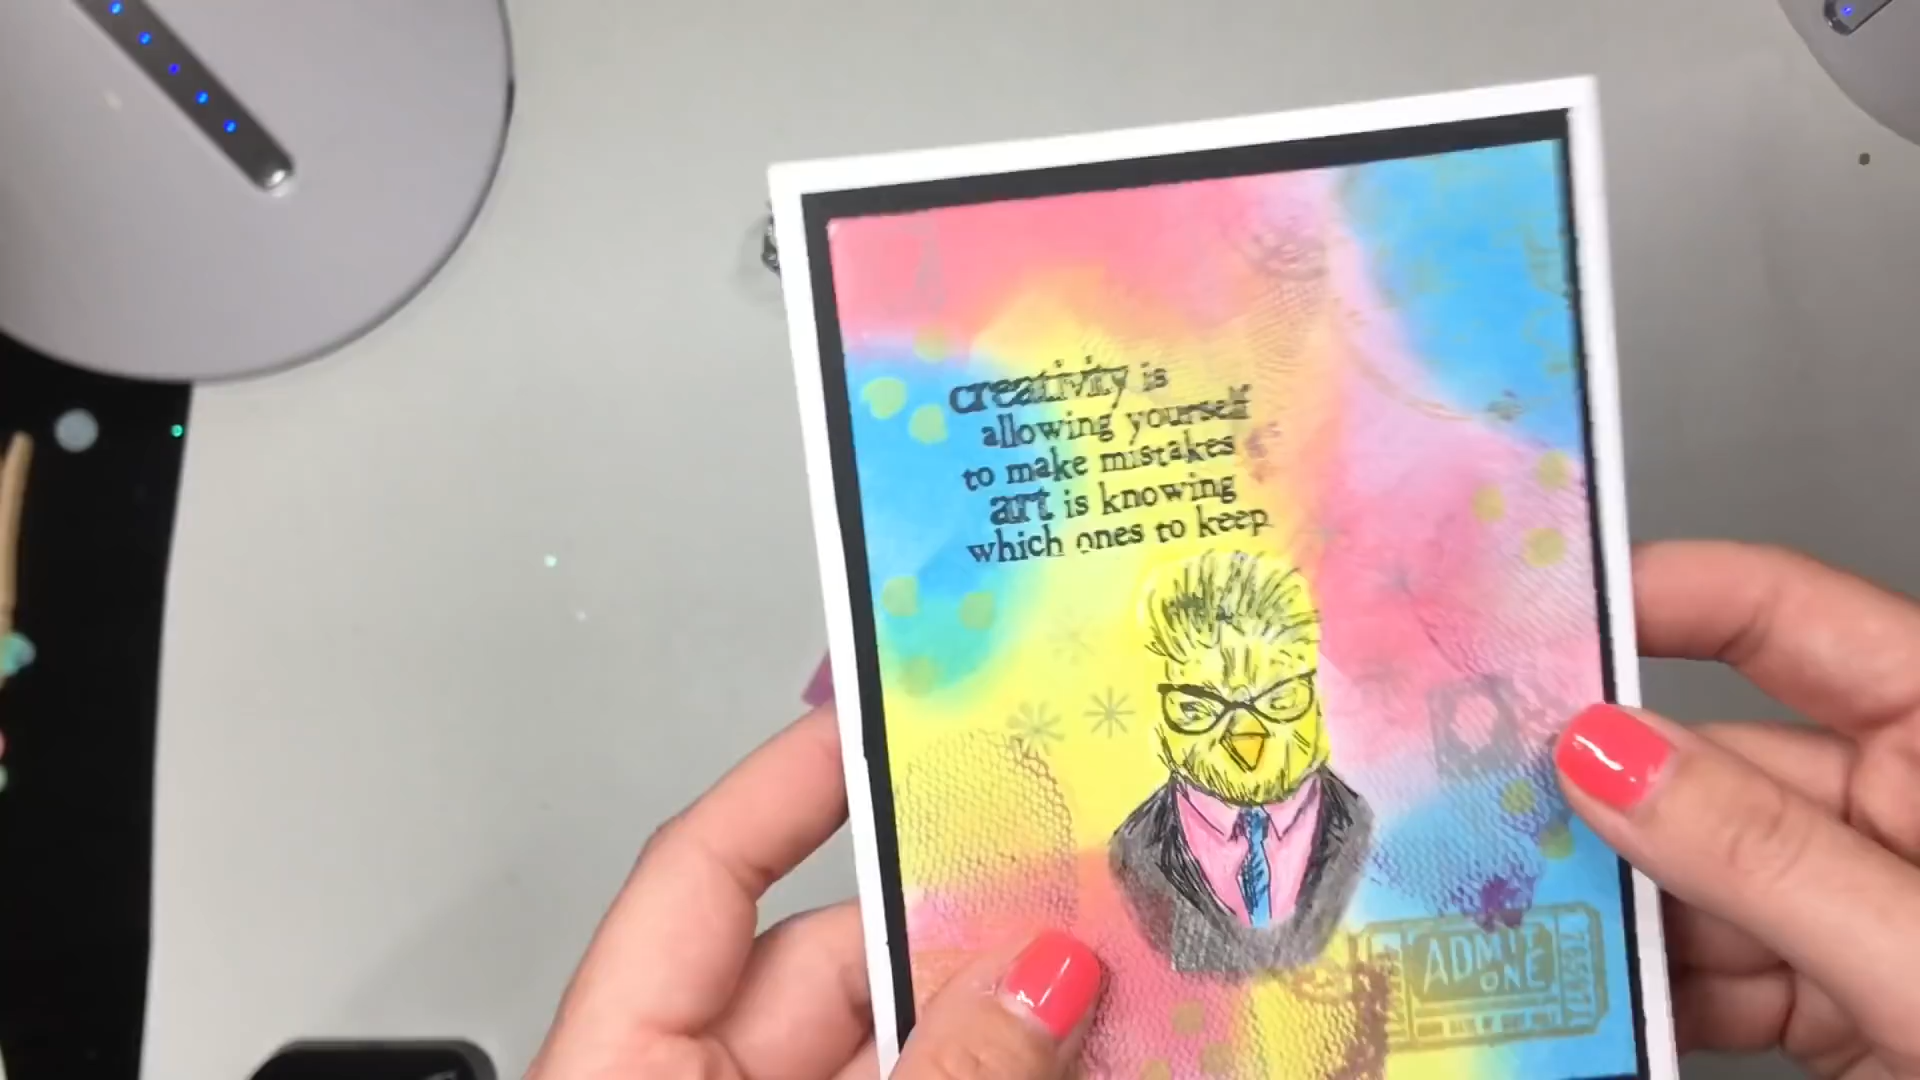 creativity is
allowing yourself
to make mistakes
art is knowing
which ones to keep
ADMIT
ONE